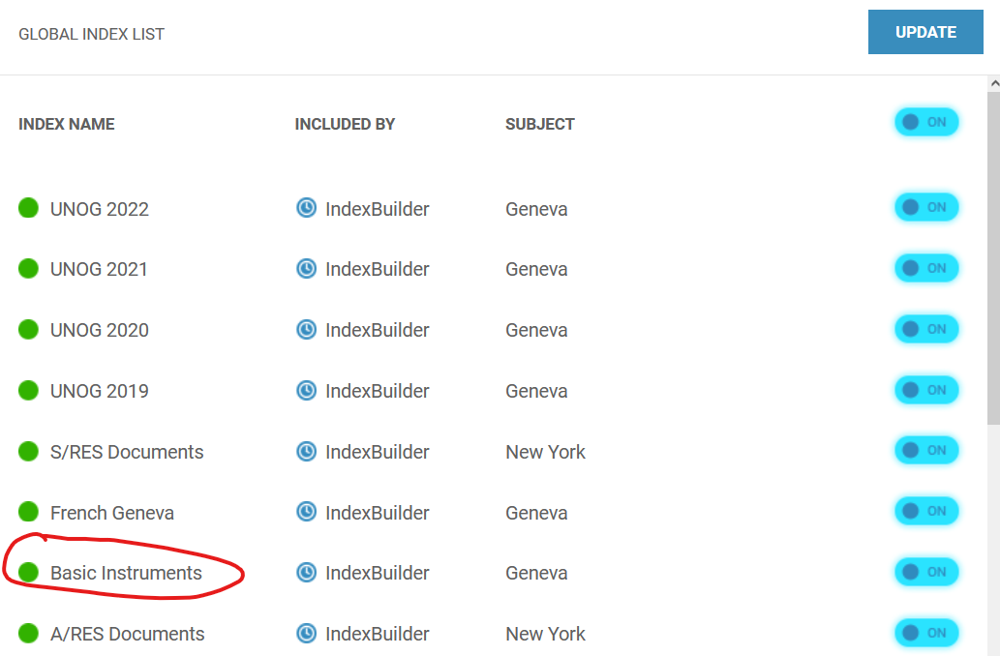 GLOBAL INDEX LIST UPDATE
INDEX NAME INCLUDED BY SUBJECT ON
UNOG 2022 IndexBuilder Geneva ON
UNOG 2021 IndexBuilder Geneva ON
UNOG 2020 IndexBuilder Geneva ON
UNOG 2019 IndexBuilder Geneva ON
S/RES Documents IndexBuilder New York ON
French Geneva IndexBuilder Geneva ON
Basic Instruments IndexBuilder Geneva ON
A/RES Documents IndexBuilder New York ON